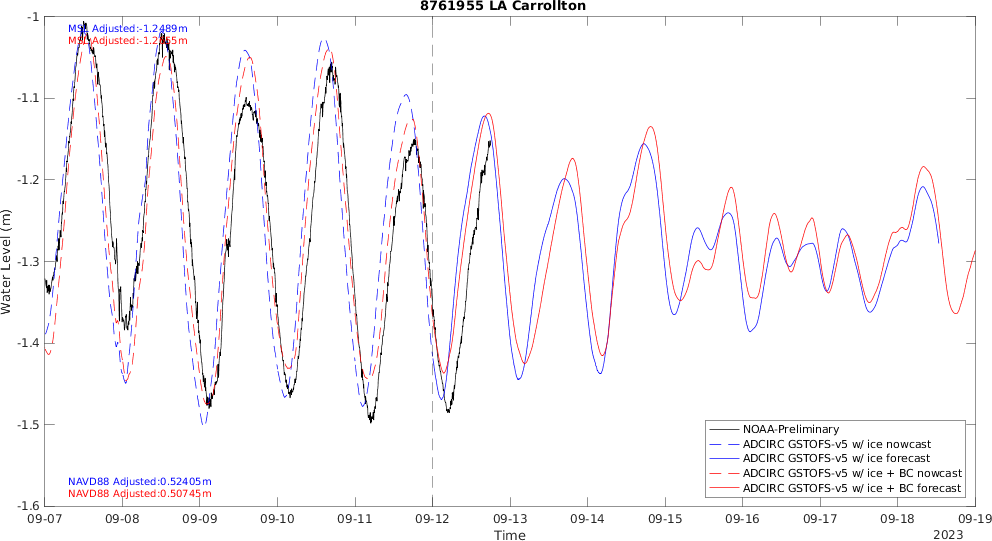 8761955 LA Carrollton
-1
MSL Adjusted:-1.2489m
MSL
-1.1
-1.2
-1.3
-1.4
-1.5
-1.6
Water Level (m)
NOAA-Preliminary
ADCIRC GSTOFS-v5 w/ ice nowcast
ADCIRC GSTOFS-v5 w/ ice forecast
ADCIRC GSTOFS-v5 w/ ice + BC nowcast
ADCIRC GSTOFS-v5 w/ ice + BC forecast
NAVD88 Adjusted:0.52405m
NAVD88 Adjusted:0.50745m
09-07 09-08 09-09 09-10 09-11 09-12 09-13 09-14 09-15 09-16 09-17 09-18 09-19
Time
2023